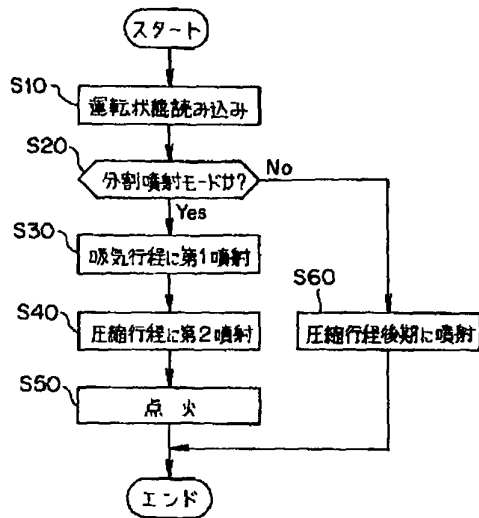 スタート
S10
運転状態読み込み
S20
分割噴射モードか?
No
Yes
S30
吸気行程に第1噴射
S60
S40
圧縮行程に第2噴射
圧縮行程後期に噴射
S50
点火
エンド